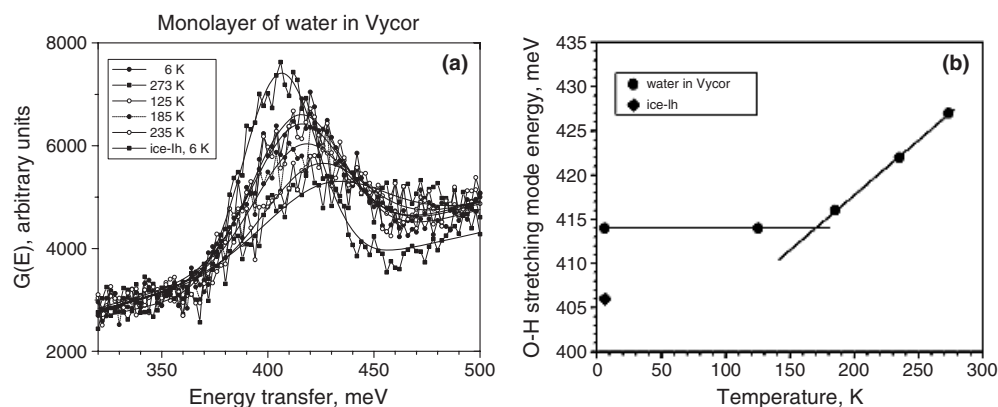 Monolayer of water in Vycor
(a)
8000
6000
4000
2000
G(E), arbitrary units
6 K
273 K
125 K
185 K
235 K
ice-Ih, 6 K
350
400
450
500
Energy transfer, meV
(b)
435
430
425
420
415
410
405
400
O-H stretching mode energy, meV
water in Vycor
ice-Ih
0
50
100
150
200
250
300
Temperature, K